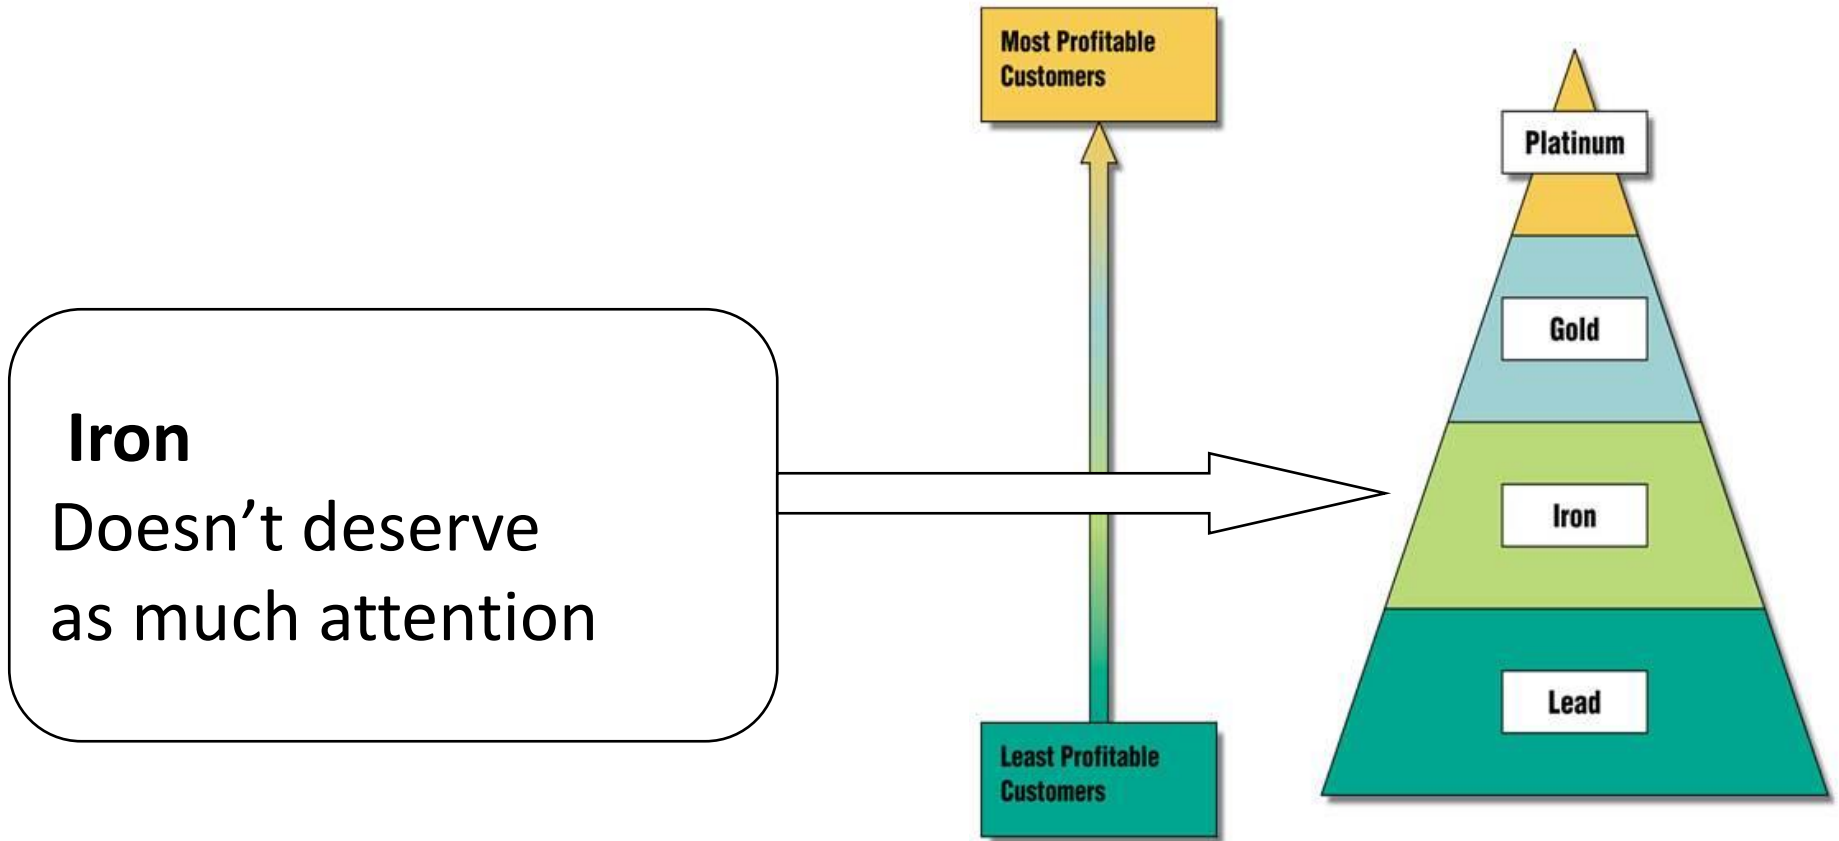 Most Profitable
Customers
Platinum
Gold
Iron
Doesn’t deserve
as much attention
Iron
Lead
Least Profitable
Customers